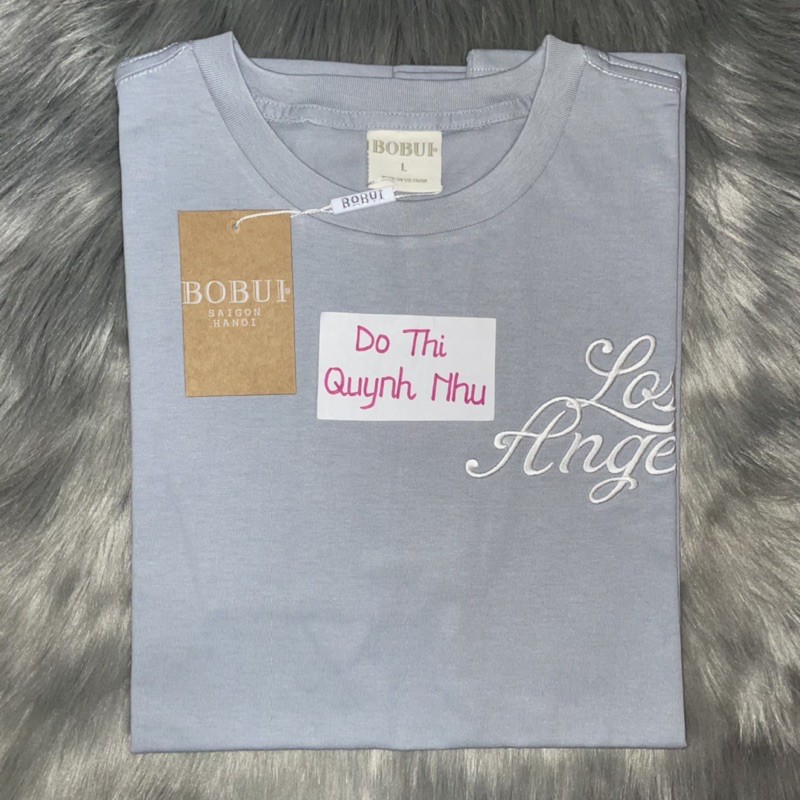 BOBUI
L
BOBUI
BOBUI
SAIGON
HANOI
Do Thi
Quynh Nhu
Los
Ange